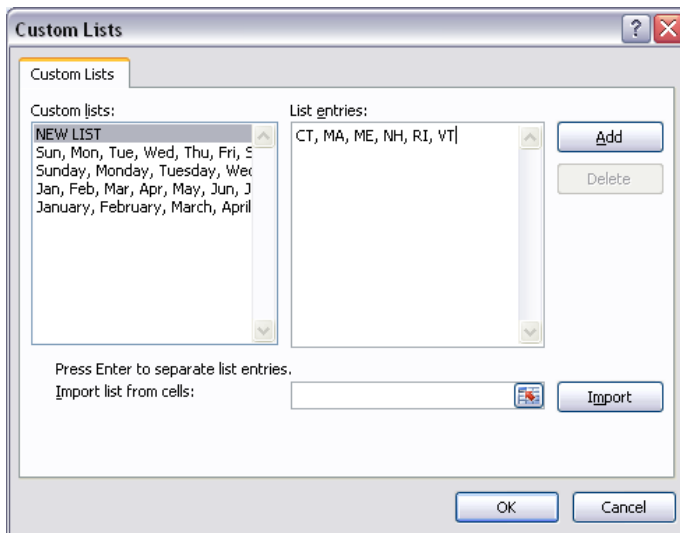 Custom Lists
Custom Lists
Custom lists:
NEW LIST
Sun, Mon, Tue, Wed, Thu, Fri, S
Sunday, Monday, Tuesday, Wed
Jan, Feb, Mar, Apr, May, Jun, J
January, February, March, April
List entries:
CT, MA, ME, NH, RI, VT
Add
Delete
Press Enter to separate list entries.
Import list from cells:
Import
OK
Cancel